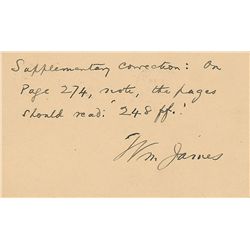 Supplementary correction: On
Page 274, note, the pages
should read: "248 ff."
Wm James